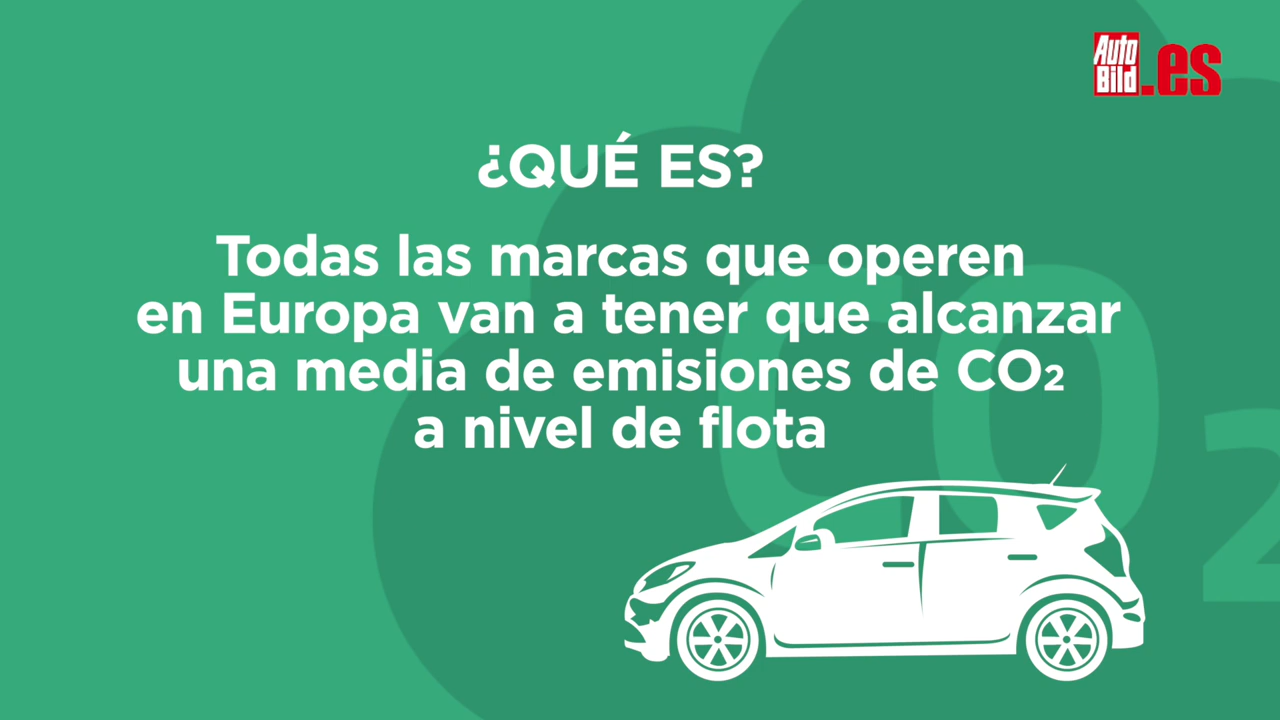 Auto
Bild.es
¿QUÉ ES?
Todas las marcas que operen
en Europa van a tener que alcanzar
una media de emisiones de CO₂
a nivel de flota
CO₂